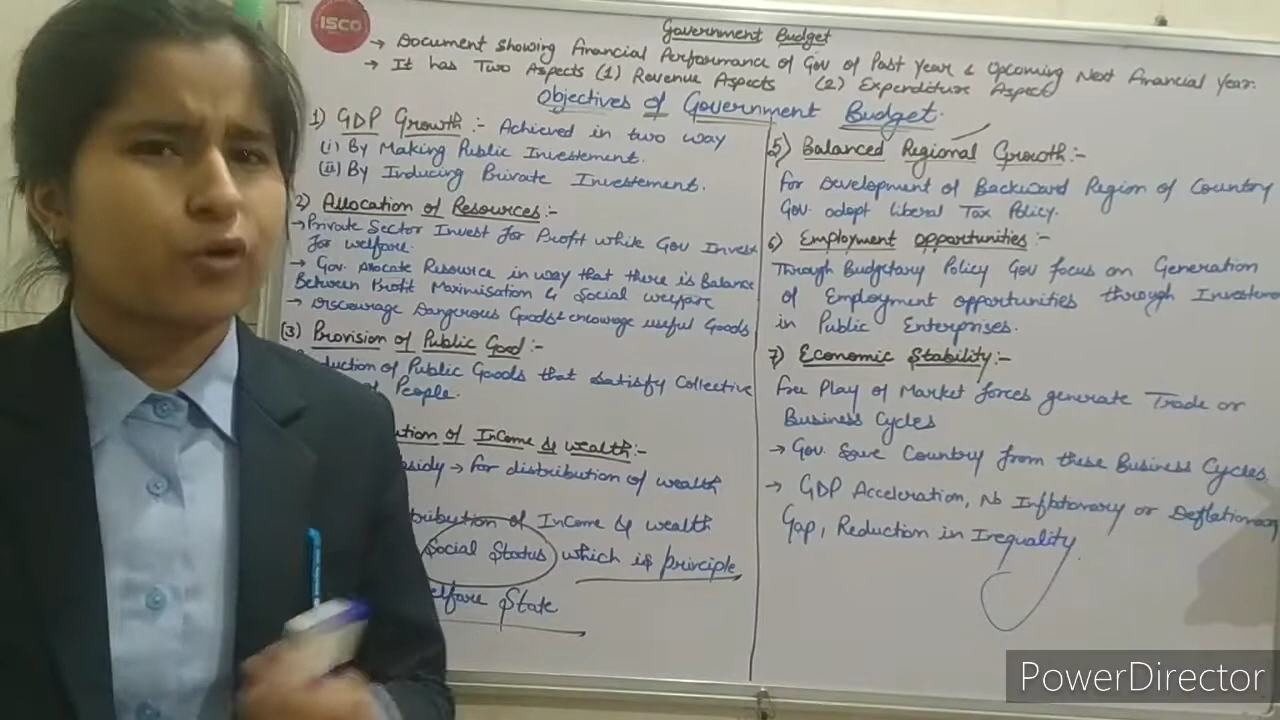 ISCO
Government Budget
→ Document showing Financial Performance of Gov of Past Year & Upcoming Next Financial Year.
→ It has Two Aspects (1) Revenue Aspects (2) Expenditure Aspect
Objectives of Government Budget.
1) GDP Growth:- Achieved in two way
(i) By Making Public Investement.
(ii) By Inducing Private Investement.
2) Allocation of Resources:-
→ Private Sector Invest for Profit while Gov Invest
for welfare.
→ Gov. Allocate Resource in way that there is Balance
Between Profit Maximisation & Social welfare
→ Discourage Dangerous Goods & encourage useful Goods
(3) Provision of Public Good:-
of Public Goods that satisfy Collective
People.
of Income & wealth:-
→ for distribution of wealth
of Income & wealth
Social Status which is principle
State
5) Balanced Regional Growth:-
For Development of Backward Region of Country
Gov. adopt liberal Tax Policy.
6) Employment opportunities:-
Through Budgetary Policy Gov focus on Generation
of Employment opportunities through
in Public Enterprises.
7) Economic Stability:-
Free Play of Market forces generate Trade or
Business Cycles
→ Gov. Save Country from these Business Cycles.
→ GDP Acceleration, No Inflationary or Deflationary
Gap, Reduction in Inequality.
PowerDirector